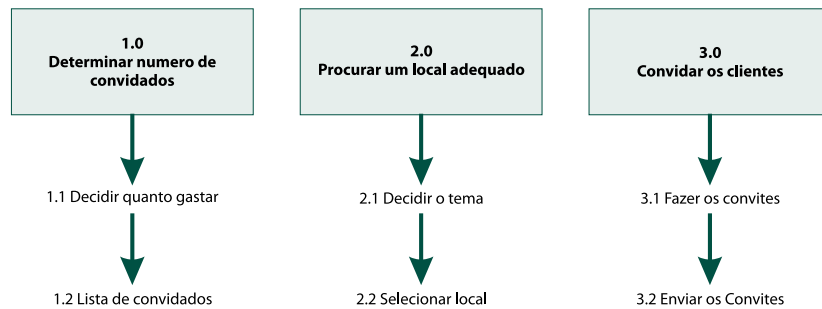 1.0
Determinar numero de
convidados
1.1 Decidir quanto gastar
1.2 Lista de convidados
2.0
Procurar um local adequado
2.1 Decidir o tema
2.2 Selecionar local
3.0
Convidar os clientes
3.1 Fazer os convites
3.2 Enviar os Convites